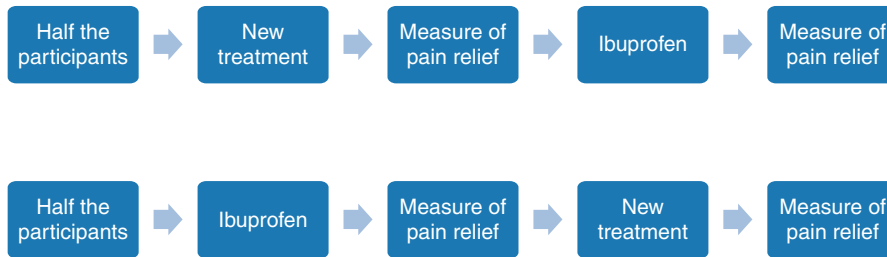 Half the
participants
New
treatment
Measure of
pain relief
Ibuprofen
Measure of
pain relief
Half the
participants
Ibuprofen
Measure of
pain relief
New
treatment
Measure of
pain relief